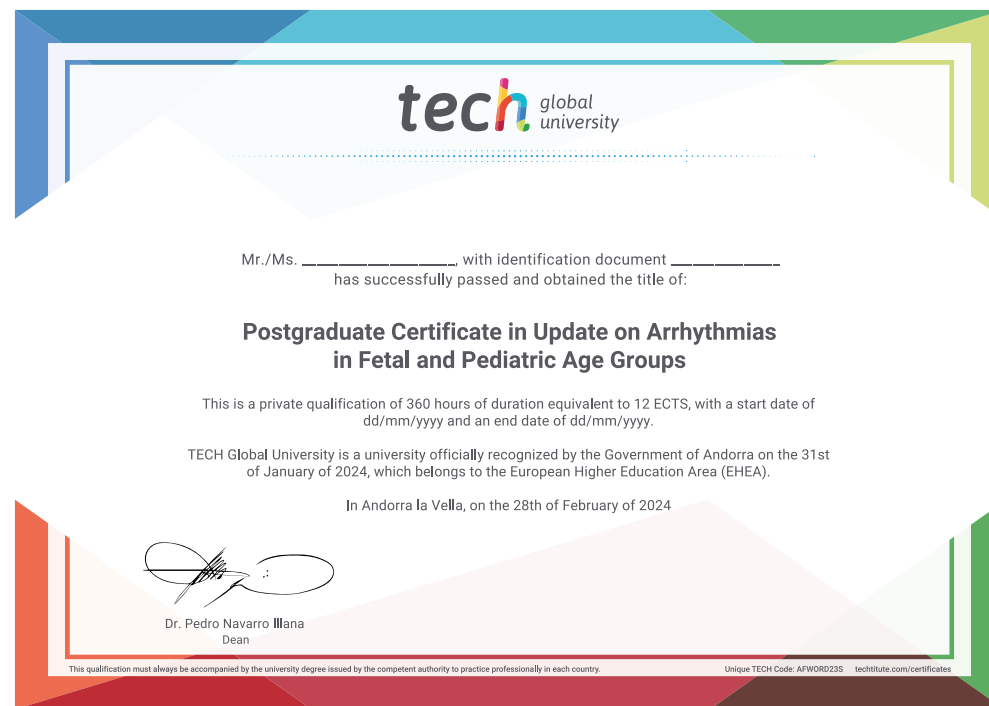 tech global university
Mr./Ms. ____________________, with identification document ______________
has successfully passed and obtained the title of:
Postgraduate Certificate in Update on Arrhythmias
in Fetal and Pediatric Age Groups
This is a private qualification of 360 hours of duration equivalent to 12 ECTS, with a start date of
dd/mm/yyyy and an end date of dd/mm/yyyy.
TECH Global University is a university officially recognized by the Government of Andorra on the 31st
of January of 2024, which belongs to the European Higher Education Area (EHEA).
In Andorra la Vella, on the 28th of February of 2024
Dr. Pedro Navarro Illana
Dean
This qualification must always be accompanied by the university degree issued by the competent authority to practice professionally in each country.
Unique TECH Code: AFWORD23S techtitute.com/certificates